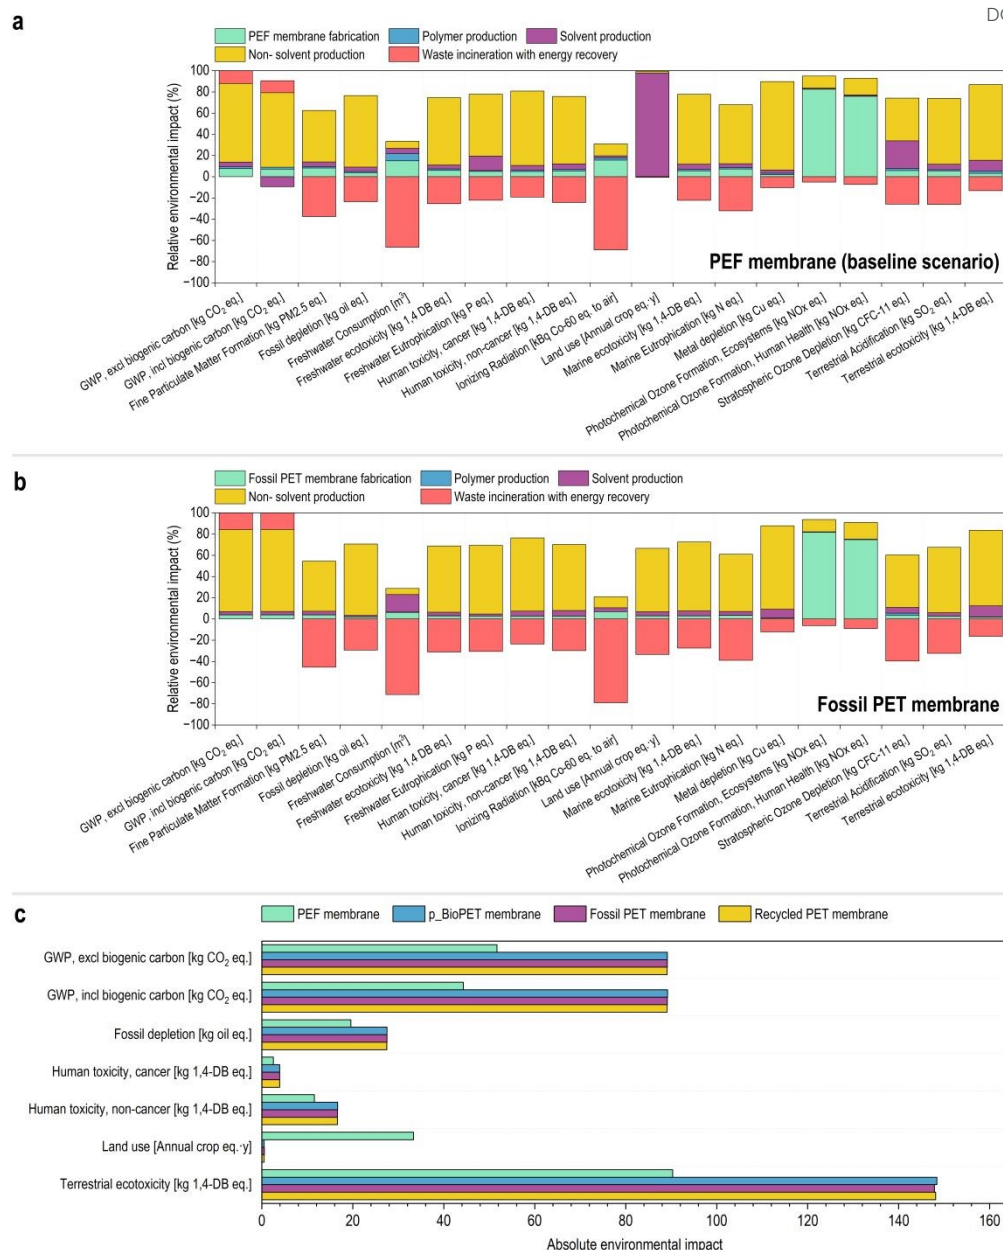 DO
a
PEF membrane fabrication Polymer production Solvent production
Non- solvent production Waste incineration with energy recovery
Relative environmental impact (%)
100
80
60
40
20
0
−20
−40
−60
−80
−100
PEF membrane (baseline scenario)
GWP, excl biogenic carbon [kg CO₂ eq.]
GWP, incl biogenic carbon [kg CO₂ eq.]
Fine Particulate Matter Formation [kg PM2.5 eq.]
Fossil depletion [kg oil eq.]
Freshwater Consumption [m³]
Freshwater ecotoxicity [kg 1,4-DB eq.]
Freshwater Eutrophication [kg P eq.]
Human toxicity, cancer [kg 1,4-DB eq.]
Human toxicity, non-cancer [kg 1,4-DB eq.]
Ionizing Radiation [kBq Co-60 eq. to air]
Land use [Annual crop eq.·y]
Marine ecotoxicity [kg 1,4-DB eq.]
Marine Eutrophication [kg N eq.]
Metal depletion [kg Cu eq.]
Photochemical Ozone Formation, Ecosystems [kg NOx eq.]
Photochemical Ozone Formation, Human Health [kg NOx eq.]
Stratospheric Ozone Depletion [kg CFC-11 eq.]
Terrestrial Acidification [kg SO₂ eq.]
Terrestrial ecotoxicity [kg 1,4-DB eq.]
b
Fossil PET membrane fabrication Polymer production Solvent production
Non- solvent production Waste incineration with energy recovery
Relative environmental impact (%)
100
80
60
40
20
0
−20
−40
−60
−80
−100
Fossil PET membrane
GWP, excl biogenic carbon [kg CO₂ eq.]
GWP, incl biogenic carbon [kg CO₂ eq.]
Fine Particulate Matter Formation [kg PM2.5 eq.]
Fossil depletion [kg oil eq.]
Freshwater Consumption [m³]
Freshwater ecotoxicity [kg 1,4-DB eq.]
Freshwater Eutrophication [kg P eq.]
Human toxicity, cancer [kg 1,4-DB eq.]
Human toxicity, non-cancer [kg 1,4-DB eq.]
Ionizing Radiation [kBq Co-60 eq. to air]
Land use [Annual crop eq.·y]
Marine ecotoxicity [kg 1,4-DB eq.]
Marine Eutrophication [kg N eq.]
Metal depletion [kg Cu eq.]
Photochemical Ozone Formation, Ecosystems [kg NOx eq.]
Photochemical Ozone Formation, Human Health [kg NOx eq.]
Stratospheric Ozone Depletion [kg CFC-11 eq.]
Terrestrial Acidification [kg SO₂ eq.]
Terrestrial ecotoxicity [kg 1,4-DB eq.]
c
PEF membrane p_BioPET membrane Fossil PET membrane Recycled PET membrane
GWP, excl biogenic carbon [kg CO₂ eq.]
GWP, incl biogenic carbon [kg CO₂ eq.]
Fossil depletion [kg oil eq.]
Human toxicity, cancer [kg 1,4-DB eq.]
Human toxicity, non-cancer [kg 1,4-DB eq.]
Land use [Annual crop eq.·y]
Terrestrial ecotoxicity [kg 1,4-DB eq.]
0 20 40 60 80 100 120 140 160
Absolute environmental impact